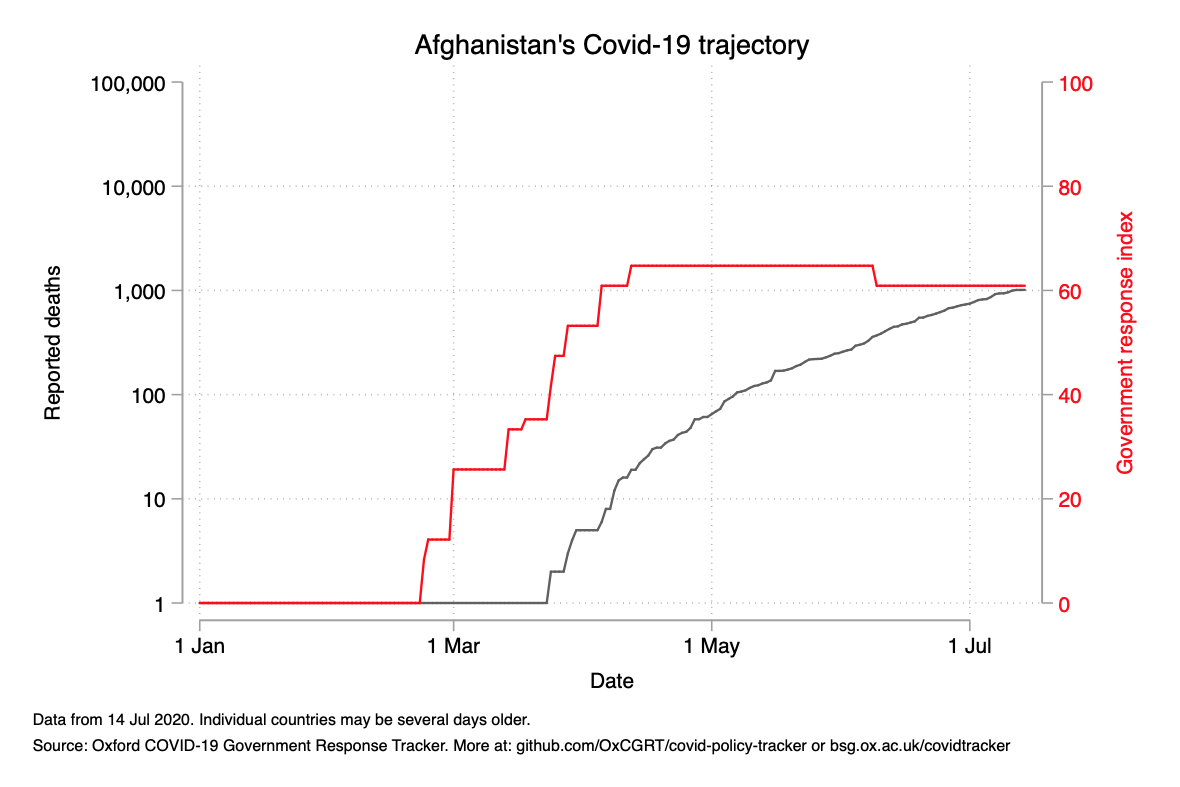 Afghanistan's Covid-19 trajectory
100,000
10,000
1,000
100
10
1
Reported deaths
100
80
60
40
20
0
Government response index
1 Jan
1 Mar
1 May
1 Jul
Date
Data from 14 Jul 2020. Individual countries may be several days older.
Source: Oxford COVID-19 Government Response Tracker. More at: github.com/OxCGRT/covid-policy-tracker or bsg.ox.ac.uk/covidtracker